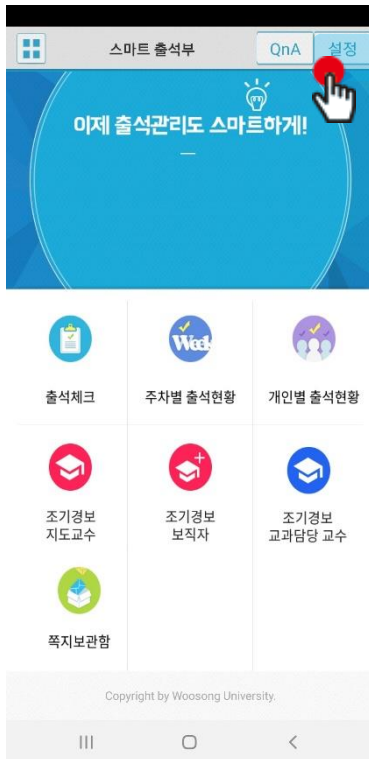 스마트 출석부
QnA
설정
이제 출석관리도 스마트하게!
Week
출석체크
주차별 출석현황
개인별 출석현황
조기경보
지도교수
조기경보
보직자
조기경보
교과담당 교수
쪽지보관함
Copyright by Woosong University.